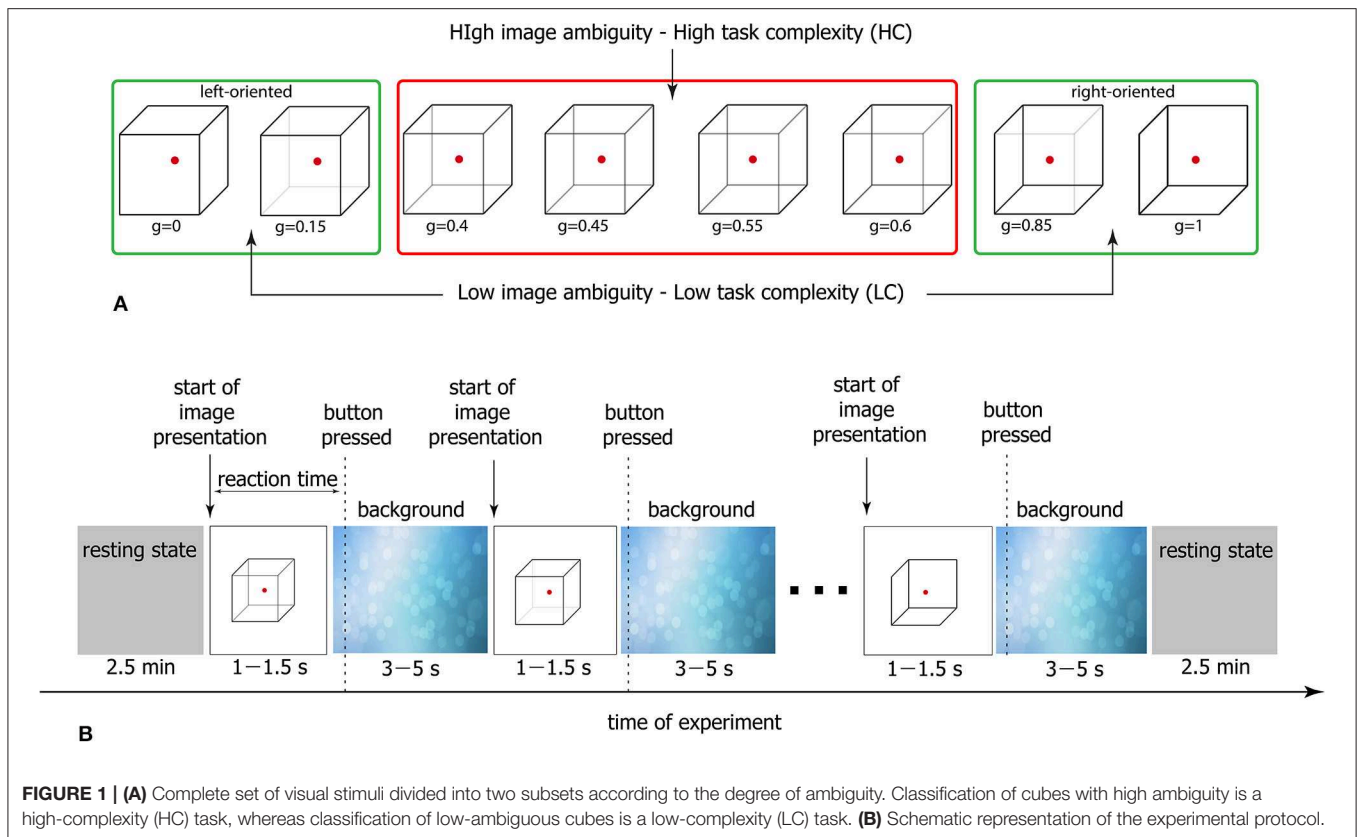 HIgh image ambiguity - High task complexity (HC)
left-oriented
right-oriented
g=0
g=0.15
g=0.4
g=0.45
g=0.55
g=0.6
g=0.85
g=1
Low image ambiguity - Low task complexity (LC)
A
start of
image
presentation
button
pressed
start of
image
presentation
button
pressed
start of
image
presentation
button
pressed
reaction time
background
background
background
resting state
resting state
2.5 min
1—1.5 s
3—5 s
1—1.5 s
3—5 s
1—1.5 s
3—5 s
2.5 min
time of experiment
B
FIGURE 1 | (A) Complete set of visual stimuli divided into two subsets according to the degree of ambiguity. Classification of cubes with high ambiguity is a
high-complexity (HC) task, whereas classification of low-ambiguous cubes is a low-complexity (LC) task. (B) Schematic representation of the experimental protocol.